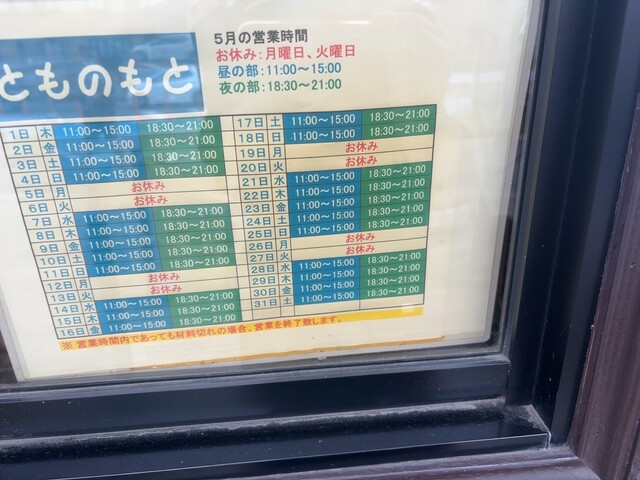 とものもと
5月の営業時間
お休み:月曜日、火曜日
昼の部:11:00～15:00
夜の部:18:30～21:00
1日 木 11:00～15:00 18:30～21:00
2日 金 11:00～15:00 18:30～21:00
3日 土 11:00～15:00 18:30～21:00
4日 日 11:00～15:00 18:30～21:00
5日 月 お休み
6日 火 お休み
7日 水 11:00～15:00 18:30～21:00
8日 木 11:00～15:00 18:30～21:00
9日 金 11:00～15:00 18:30～21:00
10日 土 11:00～15:00 18:30～21:00
11日 日 11:00～15:00 18:30～21:00
12日 月 お休み
13日 火 お休み
14日 水 11:00～15:00 18:30～21:00
15日 木 11:00～15:00 18:30～21:00
16日 金 11:00～15:00 18:30～21:00
17日 土 11:00～15:00 18:30～21:00
18日 日 11:00～15:00 18:30～21:00
19日 月 お休み
20日 火 お休み
21日 水 11:00～15:00 18:30～21:00
22日 木 11:00～15:00 18:30～21:00
23日 金 11:00～15:00 18:30～21:00
24日 土 11:00～15:00 18:30～21:00
25日 日 11:00～15:00 18:30～21:00
26日 月 お休み
27日 火 お休み
28日 水 11:00～15:00 18:30～21:00
29日 木 11:00～15:00 18:30～21:00
30日 金 11:00～15:00 18:30～21:00
31日 土 11:00～15:00 18:30～21:00
※ 営業時間内であっても材料切れの場合、営業を終了致します。